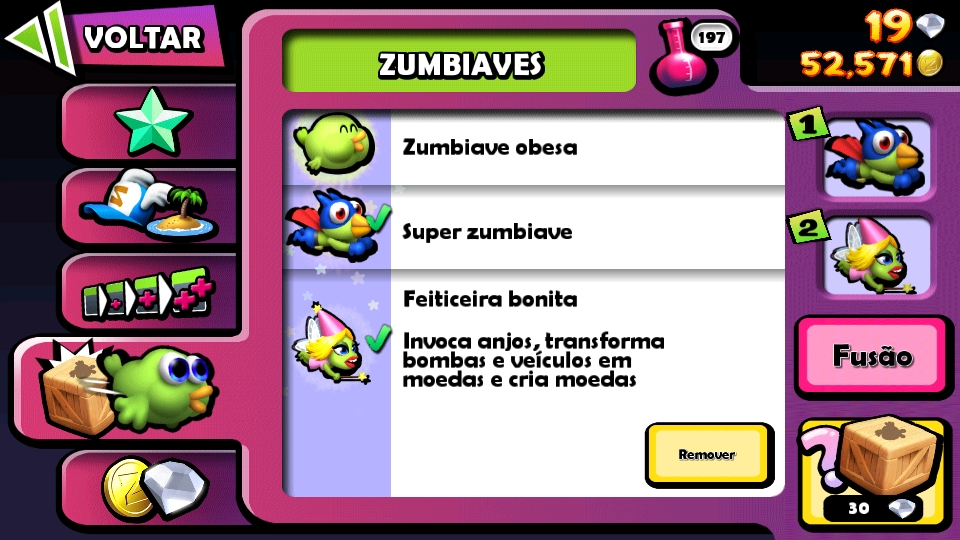 VOLTAR
ZUMBIAVES
197
19
52,571
Zumbiave obesa
Super zumbiave
Feiticeira bonita
Invoca anjos, transforma
bombas e veículos em
moedas e cria moedas
Remover
1
2
Fusão
30